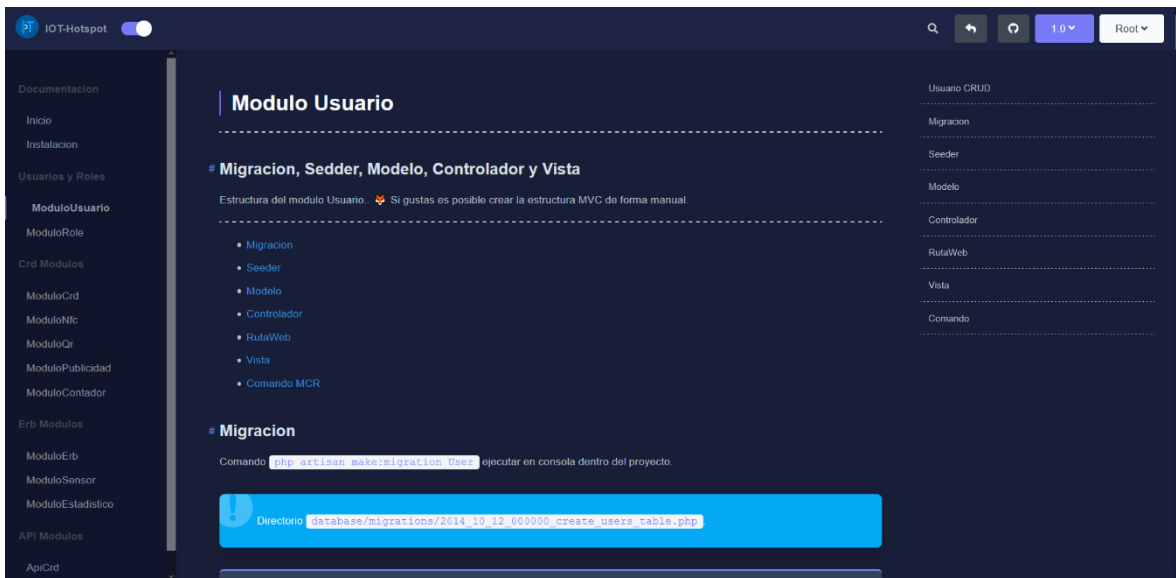 IOT-Hotspot
1.0
Root
Documentacion
Inicio
Instalacion
Usuarios y Roles
ModuloUsuario
ModuloRole
Crd Modulos
ModuloCrd
ModuloNfc
ModuloQr
ModuloPublicidad
ModuloContador
Erb Modulos
ModuloErb
ModuloSensor
ModuloEstadistico
API Modulos
ApiCrd
Modulo Usuario
# Migracion, Sedder, Modelo, Controlador y Vista
Estructura del modulo Usuario.. 🦊 Si gustas es posible crear la estructura MVC de forma manual.
• Migracion
• Seeder
• Modelo
• Controlador
• RutaWeb
• Vista
• Comando MCR
# Migracion
Comando php artisan make:migration User ejecutar en consola dentro del proyecto.
Directorio database/migrations/2014_10_12_000000_create_users_table.php.
Usuario CRUD
Migracion
Seeder
Modelo
Controlador
RutaWeb
Vista
Comando